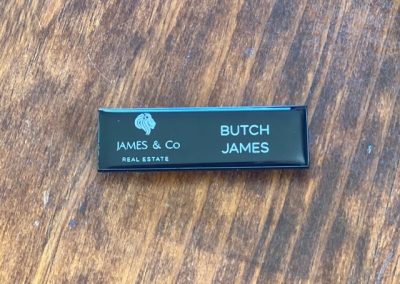 JAMES & Co
REAL ESTATE
BUTCH
JAMES